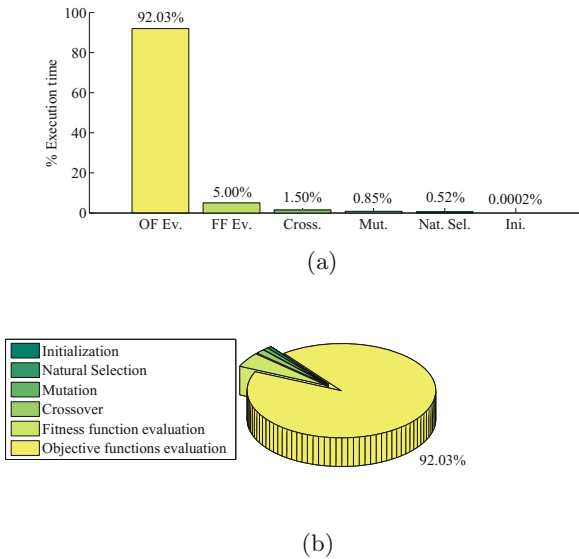 92.03%
100
80
60
40
20
0
% Execution time
5.00%
1.50%
0.85%
0.52%
0.0002%
OF Ev.
FF Ev.
Cross.
Mut.
Nat. Sel.
Ini.
(a)
Initialization
Natural Selection
Mutation
Crossover
Fitness function evaluation
Objective functions evaluation
92.03%
(b)